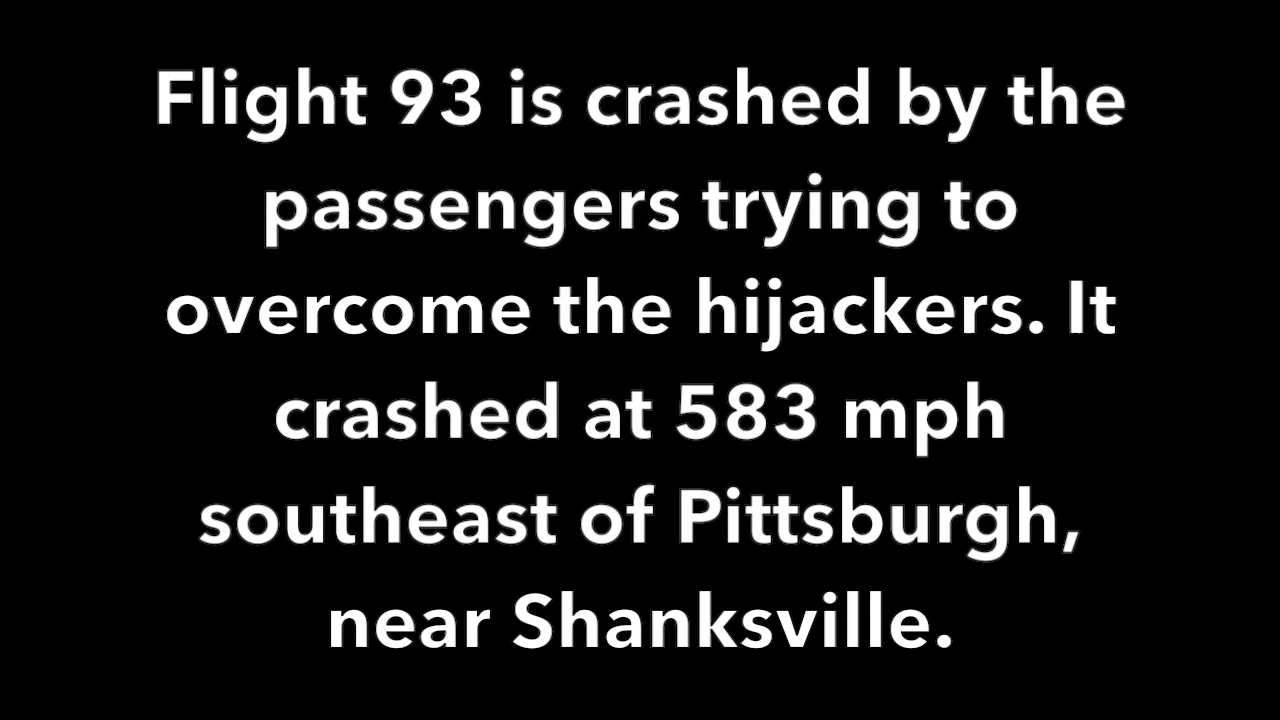 Flight 93 is crashed by the
passengers trying to
overcome the hijackers. It
crashed at 583 mph
southeast of Pittsburgh,
near Shanksville.